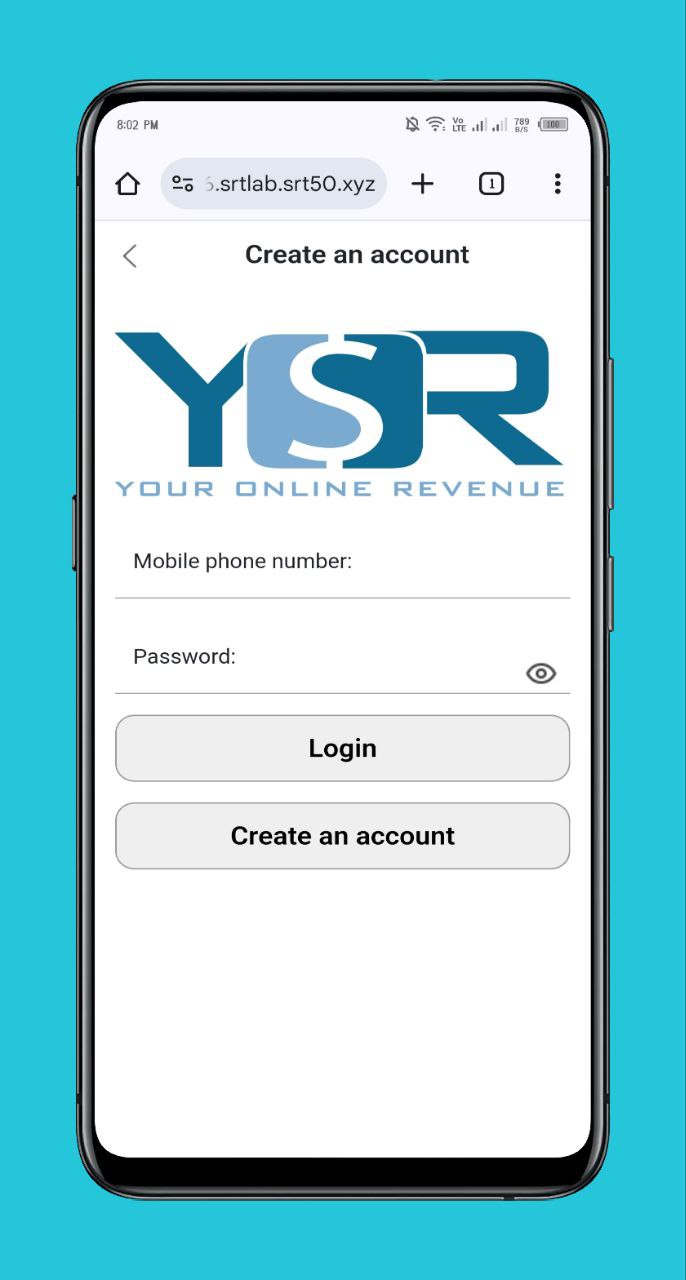 8:02 PM
Vo
LTE
789
B/S
100
.srtlab.srt50.xyz
1
Create an account
YSR
YOUR ONLINE REVENUE
Mobile phone number:
Password:
Login
Create an account